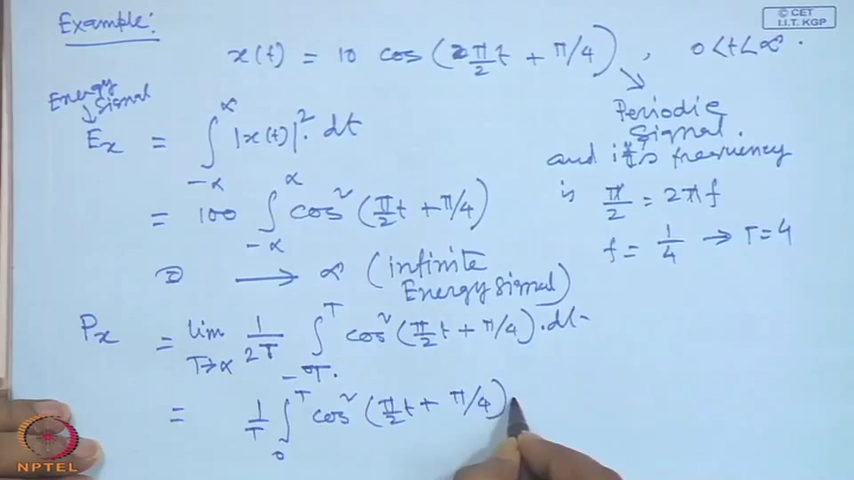 Example:
© CET
I.I.T. KGP
x(t) = 10 cos (2π/2 t + π/4), 0<t<∞.
Energy
Signal
Periodic
Signal.
and it's frequency
is π/2 = 2πf
f = 1/4 → T=4
Ex = ∫_{-∞}^{∞} |x(t)|². dt
= 100 ∫_{-∞}^{∞} cos² (π/2 t + π/4)
→ ∞ (infinite
Energy signal)
Px = lim_{T→∞} 1/2T ∫_{-T}^{T} cos² (π/2 t + π/4). dt.
= 1/T ∫_{0}^{T} cos² (π/2 t + π/4)
NPTEL